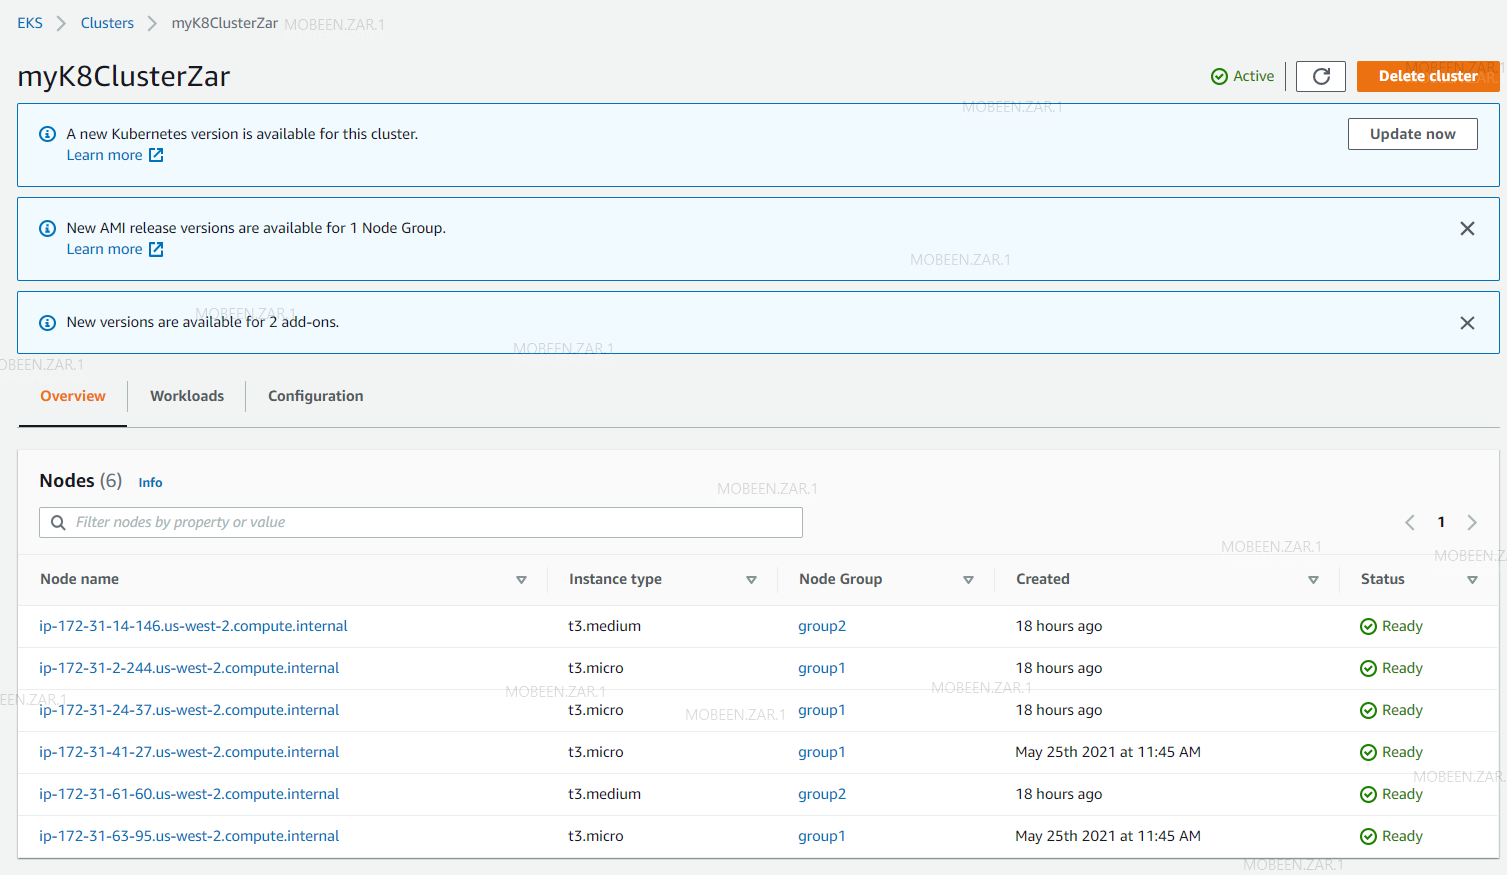 EKS > Clusters > myK8ClusterZar MOBEEN.ZAR.1
myK8ClusterZar
Active
Delete cluster
MOBEEN.ZAR.1
MOBEEN.ZAR.1
A new Kubernetes version is available for this cluster.
Learn more
Update now
New AMI release versions are available for 1 Node Group.
Learn more
MOBEEN.ZAR.1
MOBEEN.ZAR.1
New versions are available for 2 add-ons.
MOBEEN.ZAR.1
OBEEN.ZAR.1
Overview Workloads Configuration
Nodes (6) Info
MOBEEN.ZAR.1
Filter nodes by property or value
1
MOBEEN.ZAR.1
MOBEEN.Z
Node name Instance type Node Group Created Status
ip-172-31-14-146.us-west-2.compute.internal t3.medium group2 18 hours ago Ready
ip-172-31-2-244.us-west-2.compute.internal t3.micro group1 18 hours ago Ready
MOBEEN.ZAR.1
MOBEEN.ZAR.1
EEN.ZAR.1
ip-172-31-24-37.us-west-2.compute.internal t3.micro group1 18 hours ago Ready
MOBEEN.ZAR.1
ip-172-31-41-27.us-west-2.compute.internal t3.micro group1 May 25th 2021 at 11:45 AM Ready
MOBEEN.ZAR.
ip-172-31-61-60.us-west-2.compute.internal t3.medium group2 18 hours ago Ready
ip-172-31-63-95.us-west-2.compute.internal t3.micro group1 May 25th 2021 at 11:45 AM Ready
MOBEEN.ZAR.1